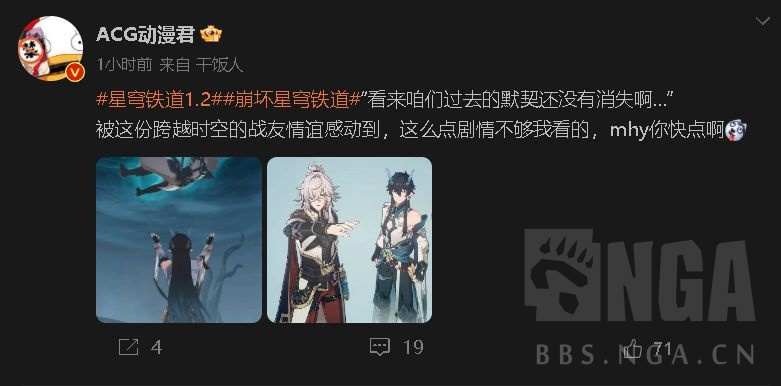 ACG动漫君
1小时前 来自 干饭人
#星穹铁道1.2##崩坏星穹铁道#“看来咱们过去的默契还没有消失啊...”
被这份跨越时空的战友情谊感动到，这么点剧情不够我看的，mhy你快点啊
4
19
71
NGA
BBS.NGA.CN